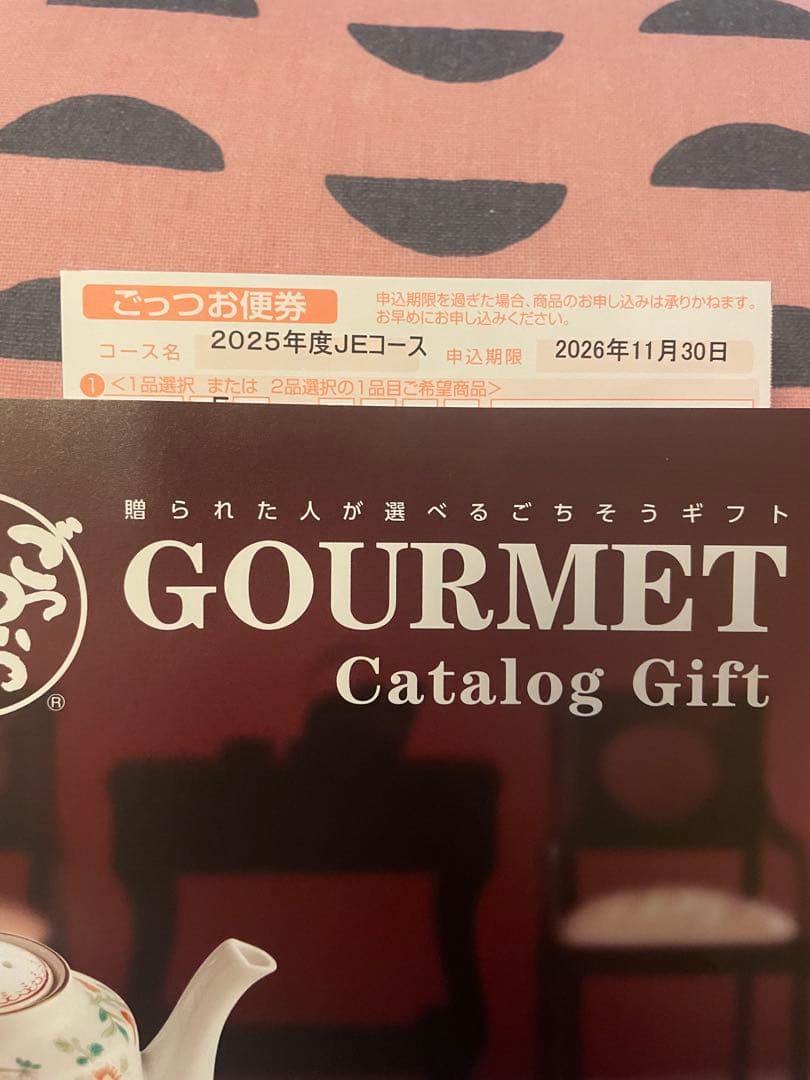 ごっつお便券
申込期限を過ぎた場合、商品のお申し込みは承りかねます。
お早めにお申し込みください。
コース名 2025年度JEコース 申込期限 2026年11月30日
1 <1品選択 または 2品選択の1品目ご希望商品>
贈られた人が選べるごちそうギフト
GOURMET
Catalog Gift
®